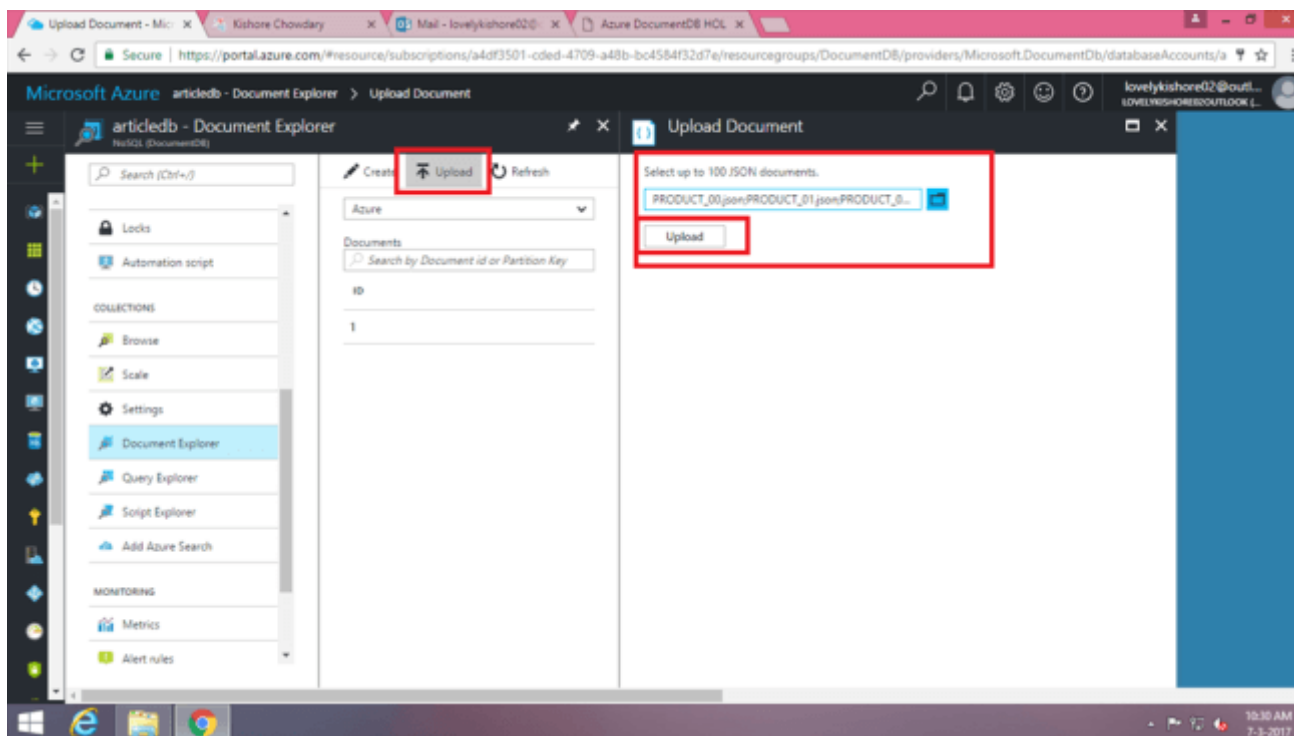 Upload Document - Mic
Kishore Chowdary
Mail - lovelykishore02@
Azure DocumentDB HOL
Secure | https://portal.azure.com/#resource/subscriptions/a4df3501-cded-4709-a48b-bc4584f32d7e/resourcegroups/DocumentDB/providers/Microsoft.DocumentDb/databaseAccounts/a
Microsoft Azure articledb - Document Explorer > Upload Document
lovelykishore02@outl...
articledb - Document Explorer
NoSQL (DocumentDB)
Upload Document
Search (Ctrl+/)
Locks
Automation script
COLLECTIONS
Browse
Scale
Settings
Document Explorer
Query Explorer
Script Explorer
Add Azure Search
MONITORING
Metrics
Alert rules
Create
Upload
Refresh
Azure
Documents
Search by Document id or Partition Key
ID
1
Select up to 100 JSON documents.
PRODUCT_00.json;PRODUCT_01.json;PRODUCT_0...
Upload
10:30 AM
7-3-2017